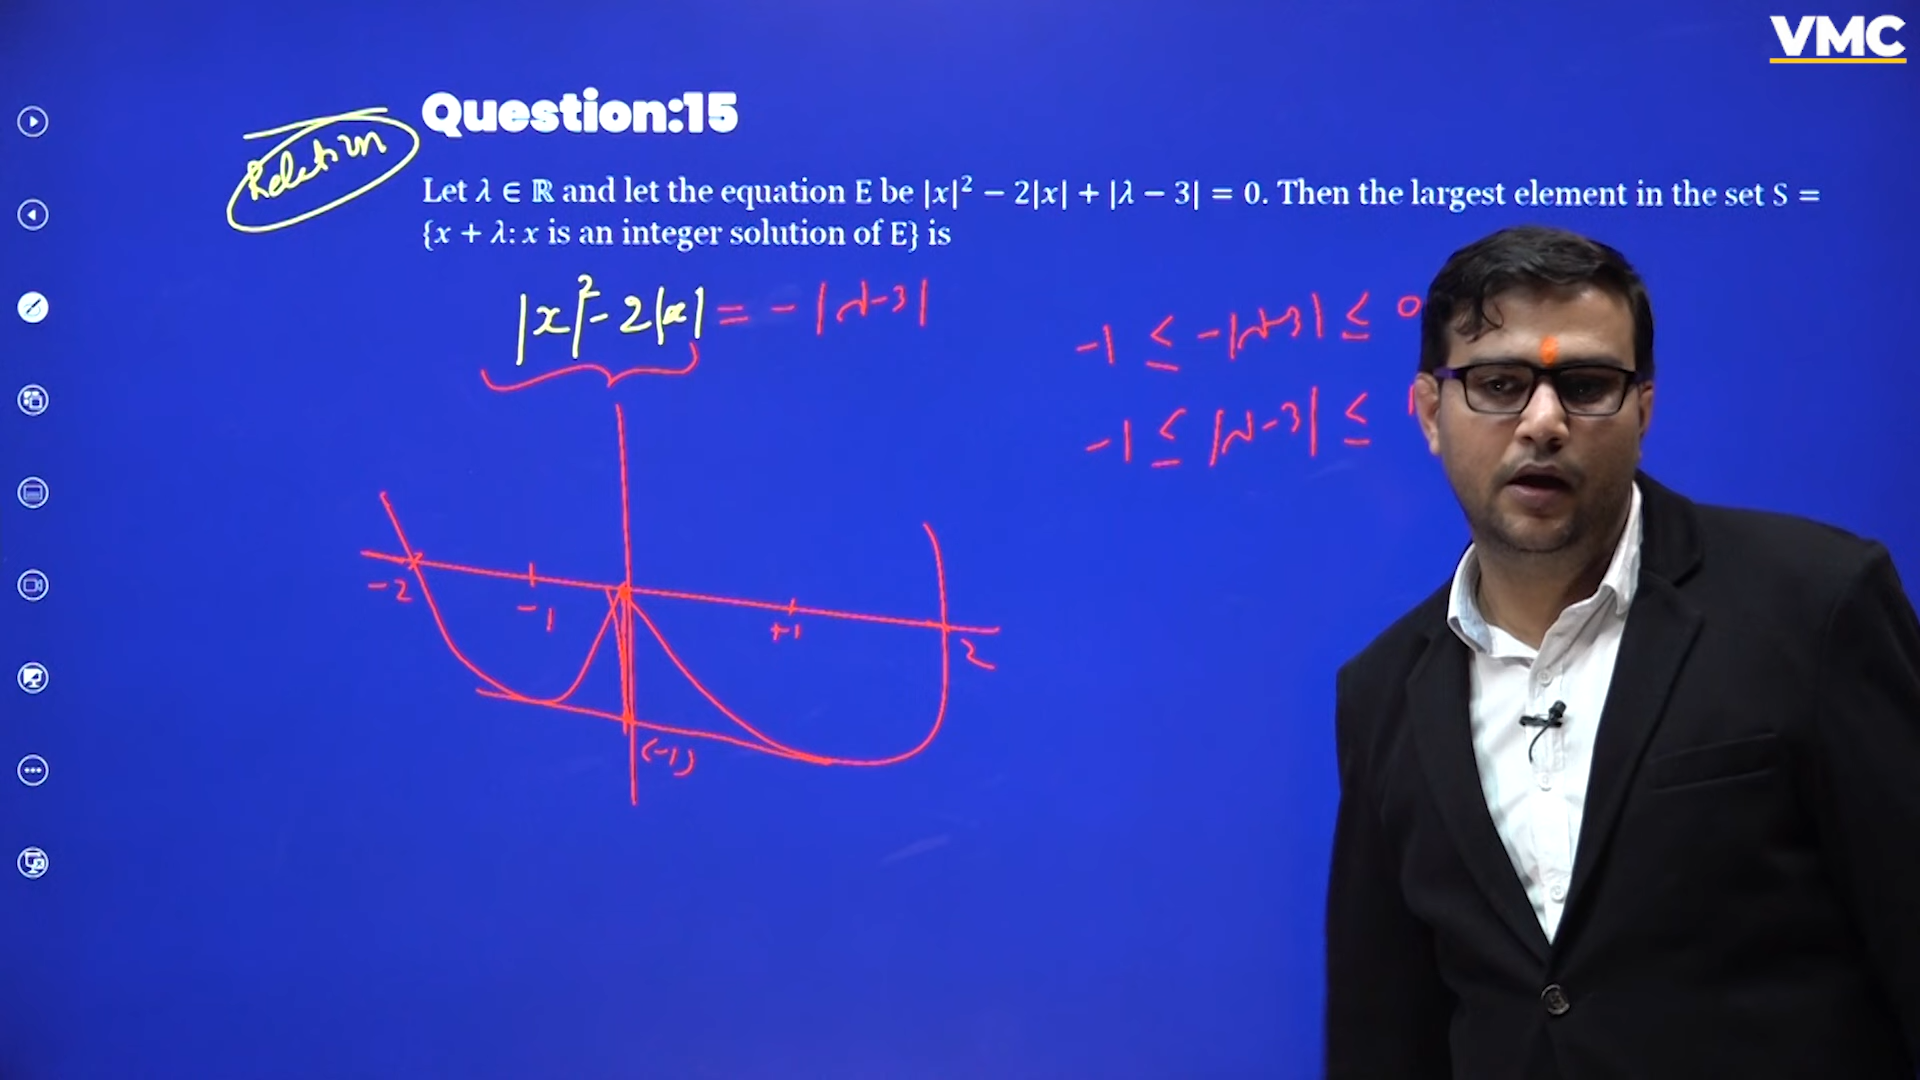 VMC
Question:15
Relation
Let λ ∈ ℝ and let the equation E be |x|² − 2|x| + |λ − 3| = 0. Then the largest element in the set S =
{x + λ: x is an integer solution of E} is
|x|² - 2|x| = - |λ-3|
-1 ≤ -|λ-3| ≤ 0
-1 ≤ |λ-3| ≤ 1
-2
-1
+1
2
(-1)